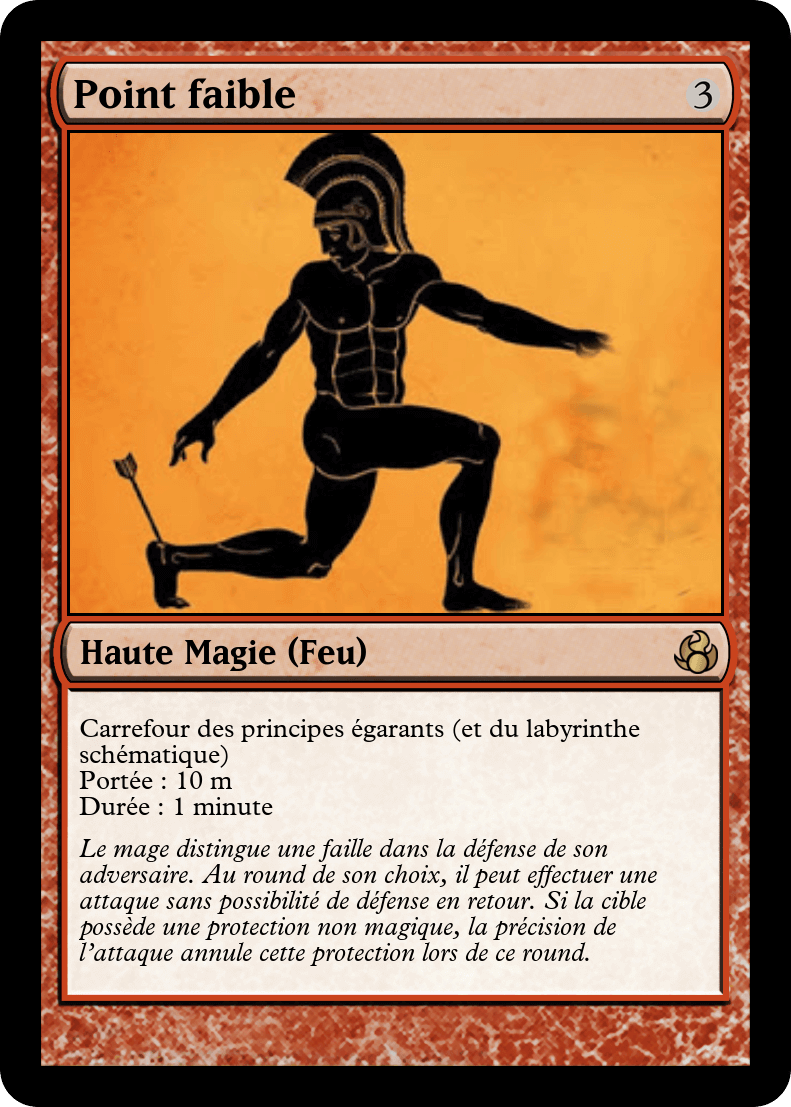 Point faible
3
Haute Magie (Feu)
Carrefour des principes égarants (et du labyrinthe
schématique)
Portée : 10 m
Durée : 1 minute
Le mage distingue une faille dans la défense de son
adversaire. Au round de son choix, il peut effectuer une
attaque sans possibilité de défense en retour. Si la cible
possède une protection non magique, la précision de
l’attaque annule cette protection lors de ce round.